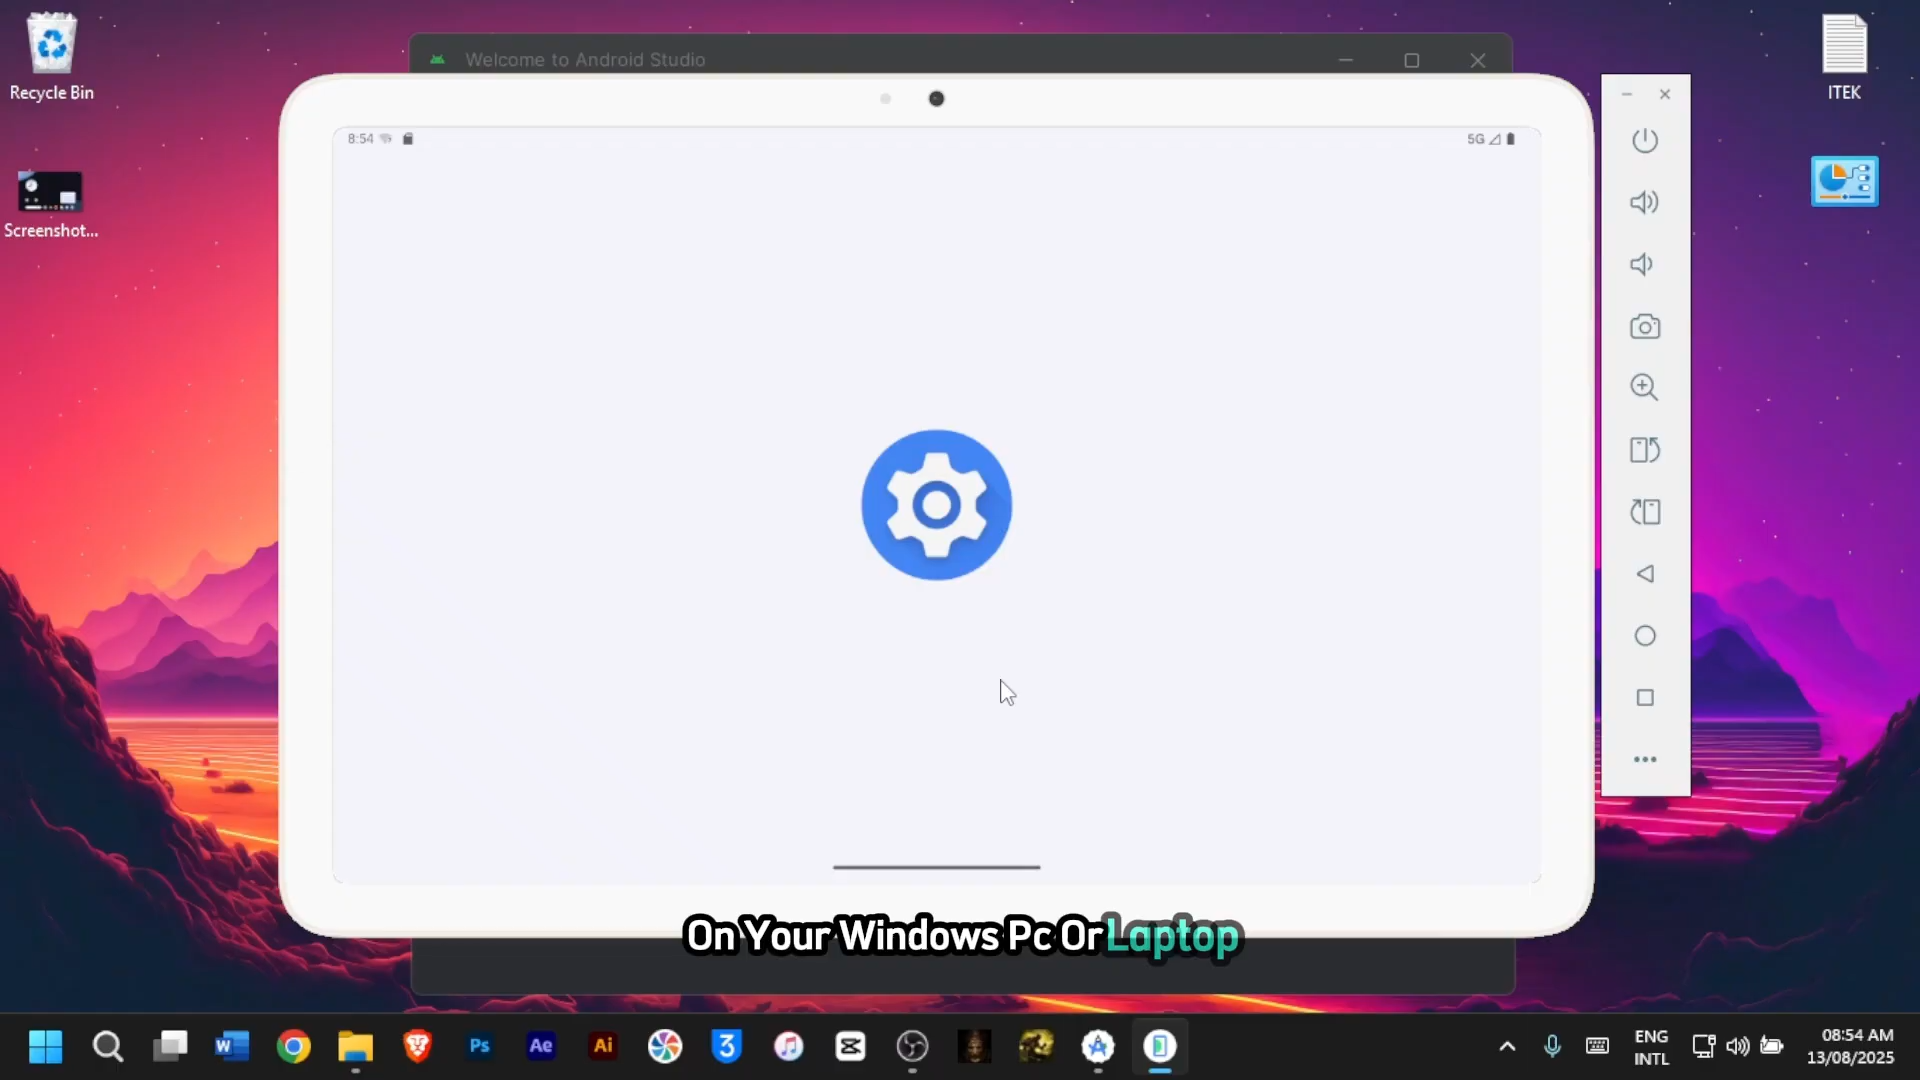 Welcome to Android Studio
Recycle Bin
ITEK
8:54
5G
Screenshot...
On Your Windows Pc Or Laptop
W
Ps
Ae
Ai
3
ENG
INTL
08:54 AM
13/08/2025